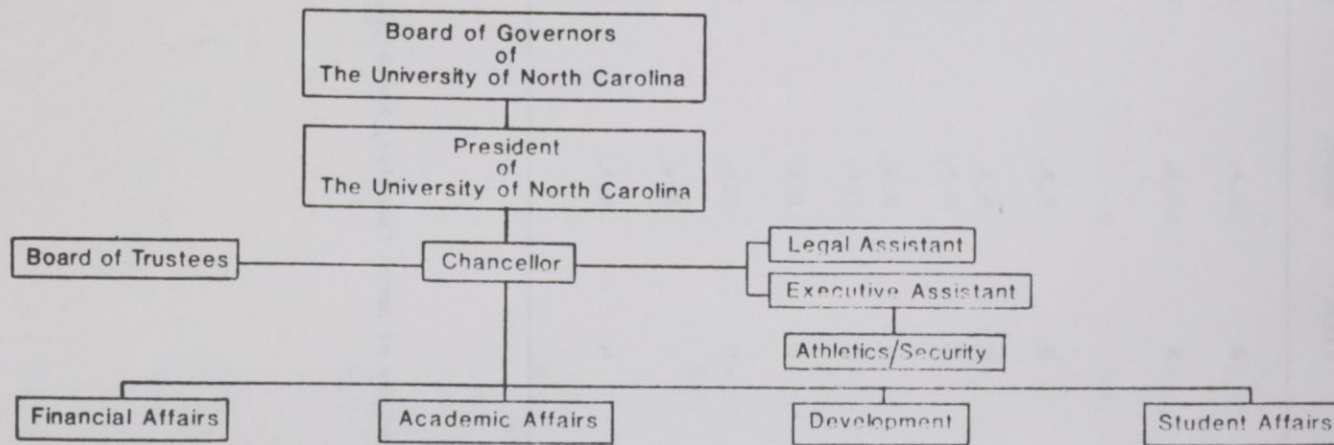 Board of Governors
of
The University of North Carolina
President
of
The University of North Carolina
Board of Trustees
Chancellor
Legal Assistant
Executive Assistant
Athletics/Security
Financial Affairs
Academic Affairs
Development
Student Affairs